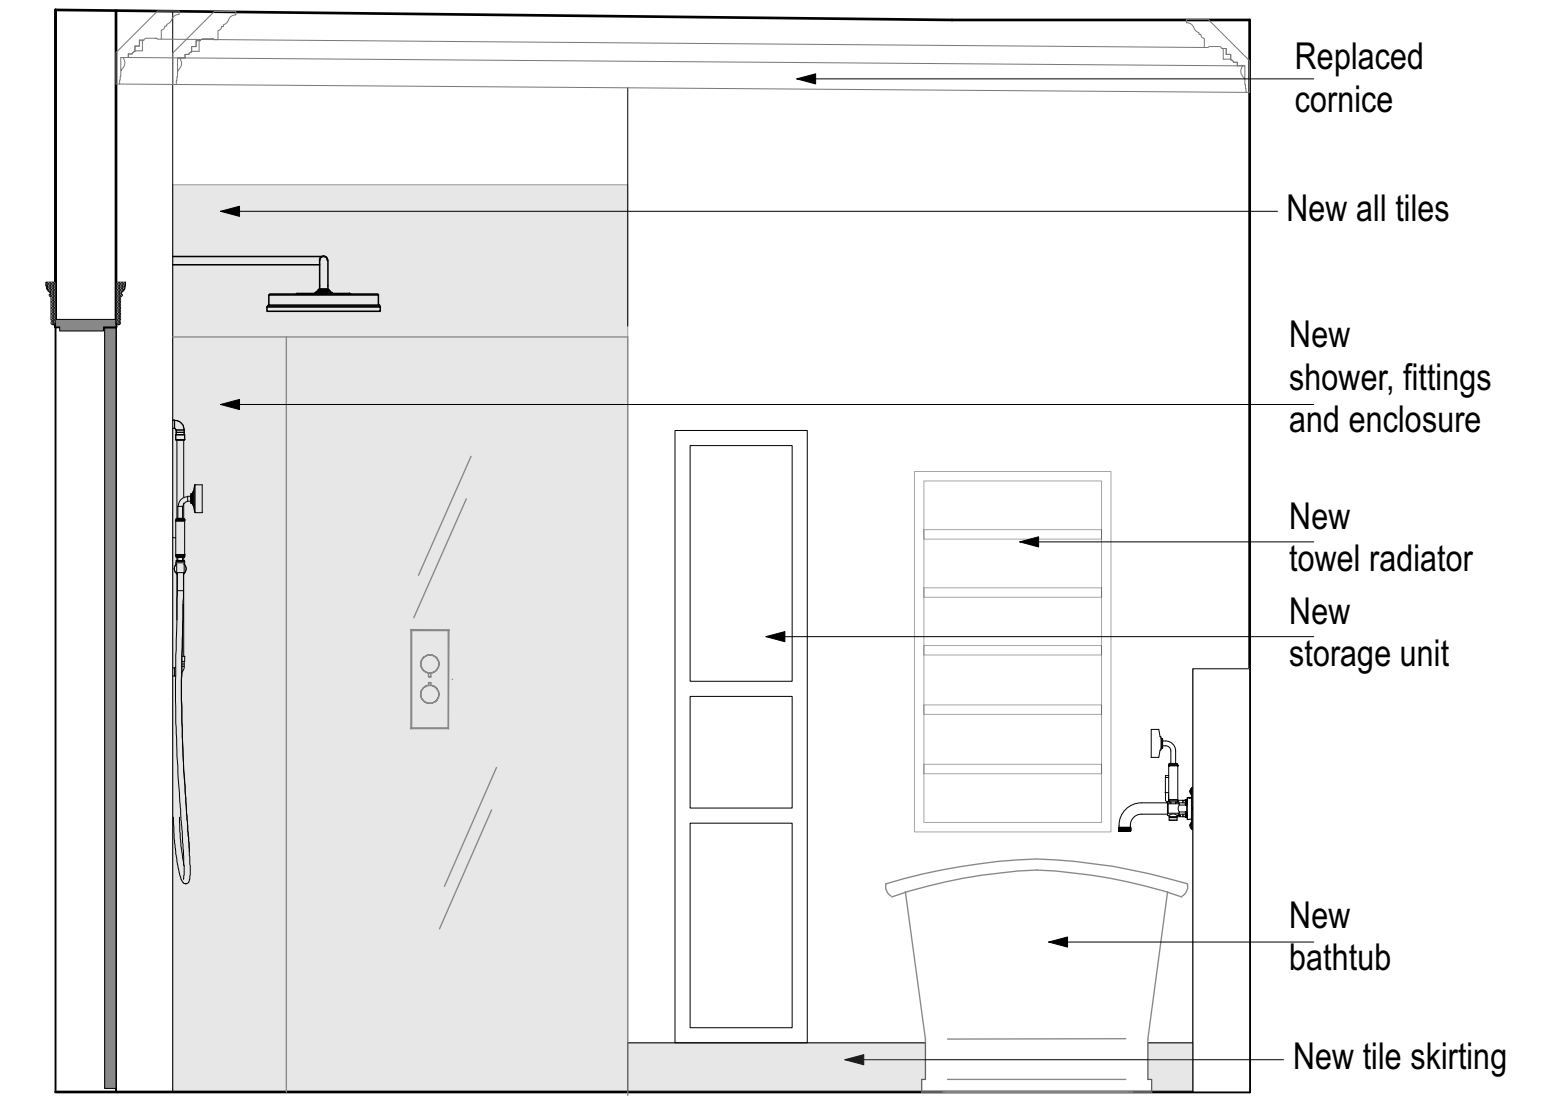 Replaced
cornice
New all tiles
New
shower, fittings
and enclosure
New
towel radiator
New
storage unit
New
bathtub
New tile skirting